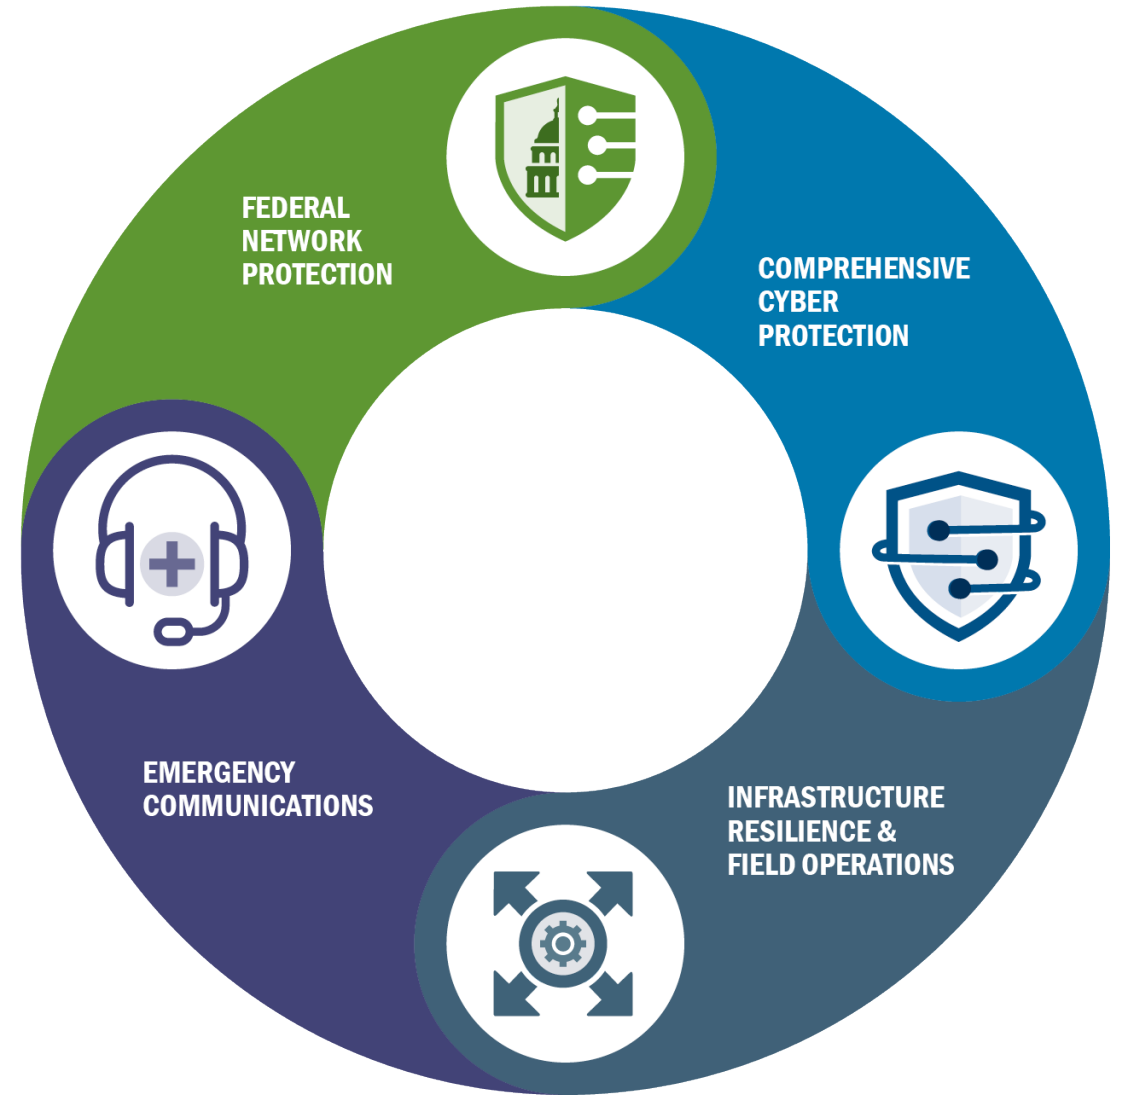 FEDERAL
NETWORK
PROTECTION
COMPREHENSIVE
CYBER
PROTECTION
EMERGENCY
COMMUNICATIONS
INFRASTRUCTURE
RESILIENCE &
FIELD OPERATIONS